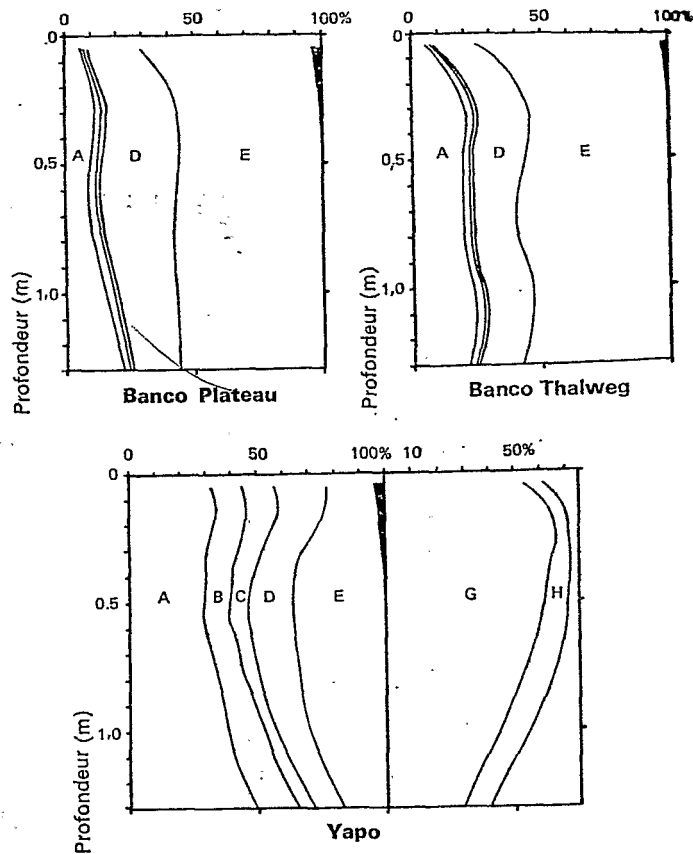 0 50 100%
0
0,5
1,0
Profondeur (m)
A D E
Banco Plateau
0 50 100%
0
0,5
1,0
Profondeur (m)
A D E
Banco Thalweg
0 50 100% 10 50%
0
0.5
1.0
Profondeur (m)
A B C D E G H
Yapo